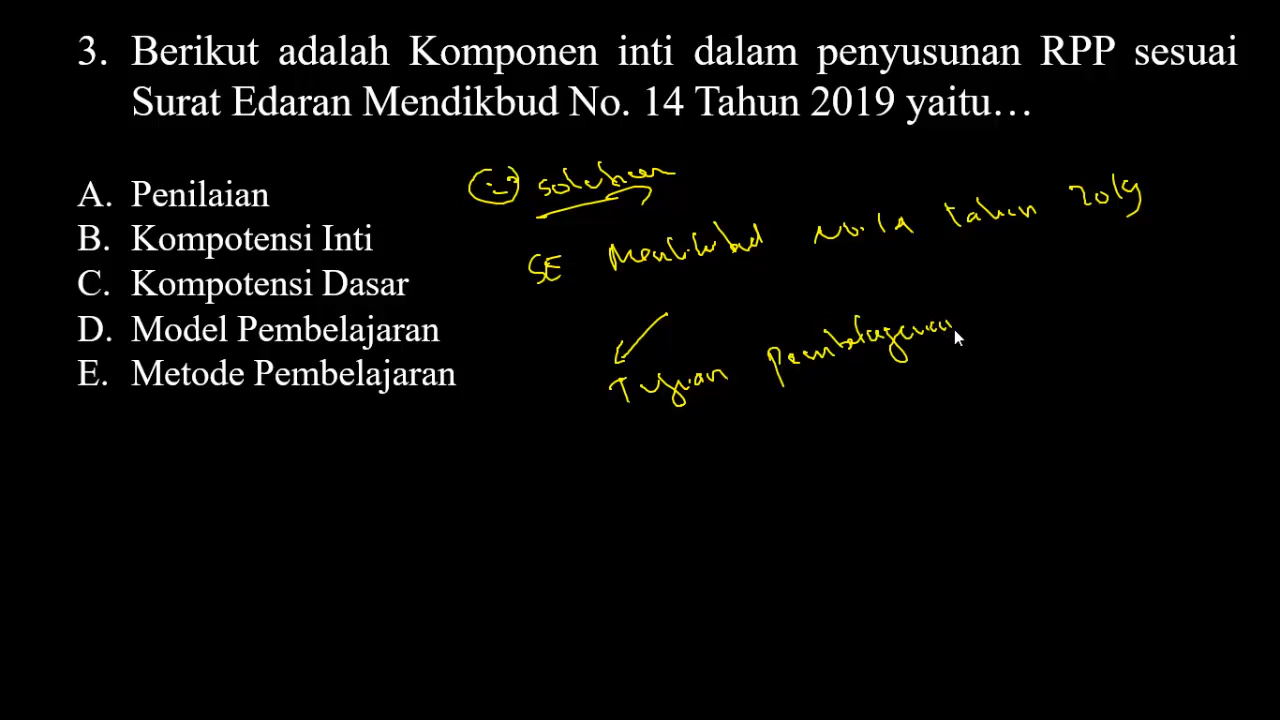 3. Berikut adalah Komponen inti dalam penyusunan RPP sesuai
Surat Edaran Mendikbud No. 14 Tahun 2019 yaitu…
A. Penilaian
B. Kompotensi Inti
C. Kompotensi Dasar
D. Model Pembelajaran
E. Metode Pembelajaran
SE Mendikbud No. 14 tahun 2019
Tujuan pembelajaran